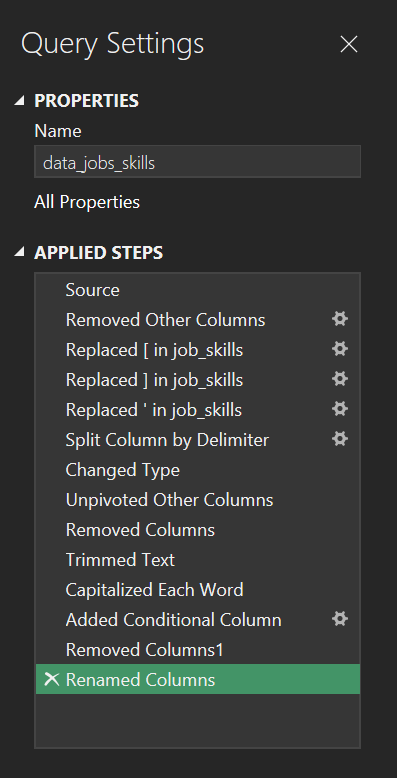 Query Settings
PROPERTIES
Name
data_jobs_skills
All Properties
APPLIED STEPS
Source
Removed Other Columns
Replaced [ in job_skills
Replaced ] in job_skills
Replaced ' in job_skills
Split Column by Delimiter
Changed Type
Unpivoted Other Columns
Removed Columns
Trimmed Text
Capitalized Each Word
Added Conditional Column
Removed Columns1
Renamed Columns